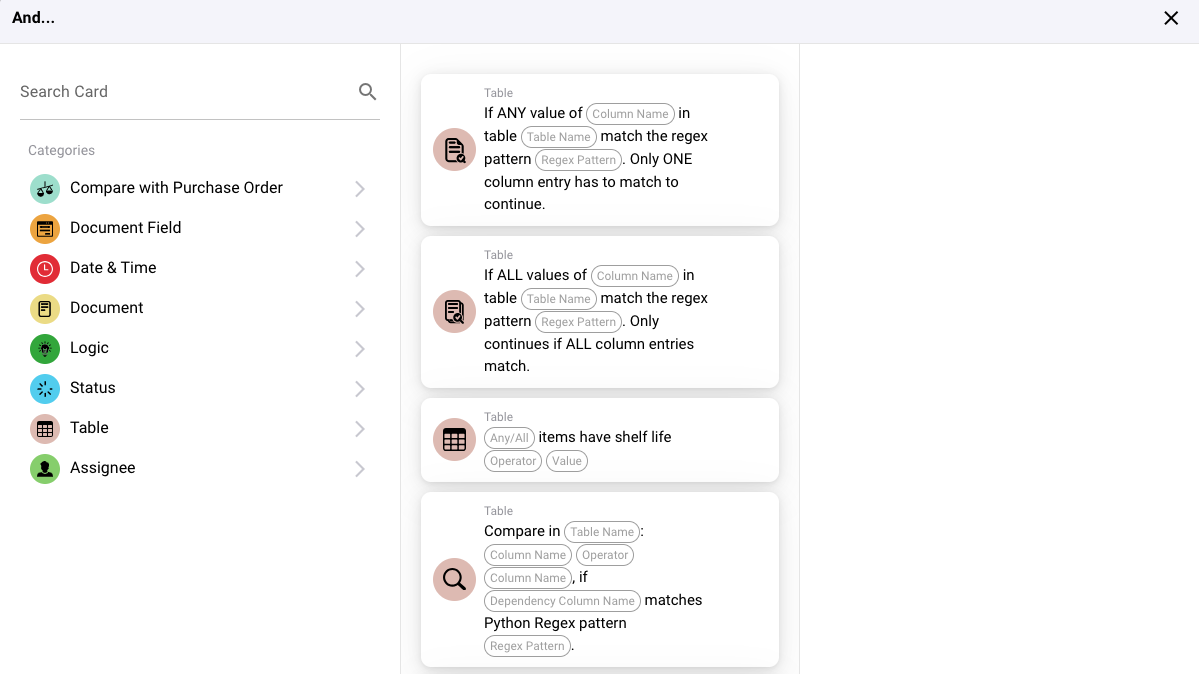 And...
Search Card
Categories
Compare with Purchase Order
Document Field
Date & Time
Document
Logic
Status
Table
Assignee
Table
If ANY value of Column Name in
table Table Name match the regex
pattern Regex Pattern. Only ONE
column entry has to match to
continue.
Table
If ALL values of Column Name in
table Table Name match the regex
pattern Regex Pattern. Only
continues if ALL column entries
match.
Table
Any/All items have shelf life
Operator Value
Table
Compare in Table Name:
Column Name Operator
Column Name, if
Dependency Column Name matches
Python Regex pattern
Regex Pattern.